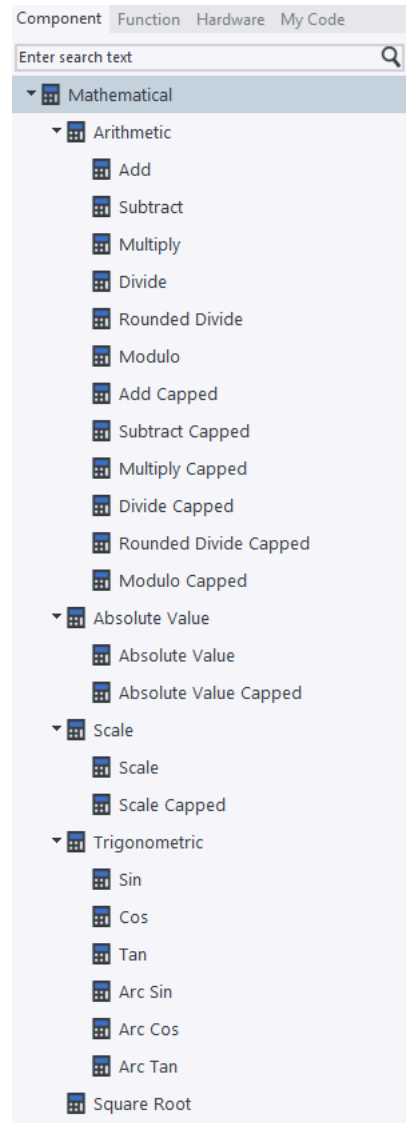 Component Function Hardware My Code
Enter search text
Mathematical
Arithmetic
Add
Subtract
Multiply
Divide
Rounded Divide
Modulo
Add Capped
Subtract Capped
Multiply Capped
Divide Capped
Rounded Divide Capped
Modulo Capped
Absolute Value
Absolute Value
Absolute Value Capped
Scale
Scale
Scale Capped
Trigonometric
Sin
Cos
Tan
Arc Sin
Arc Cos
Arc Tan
Square Root